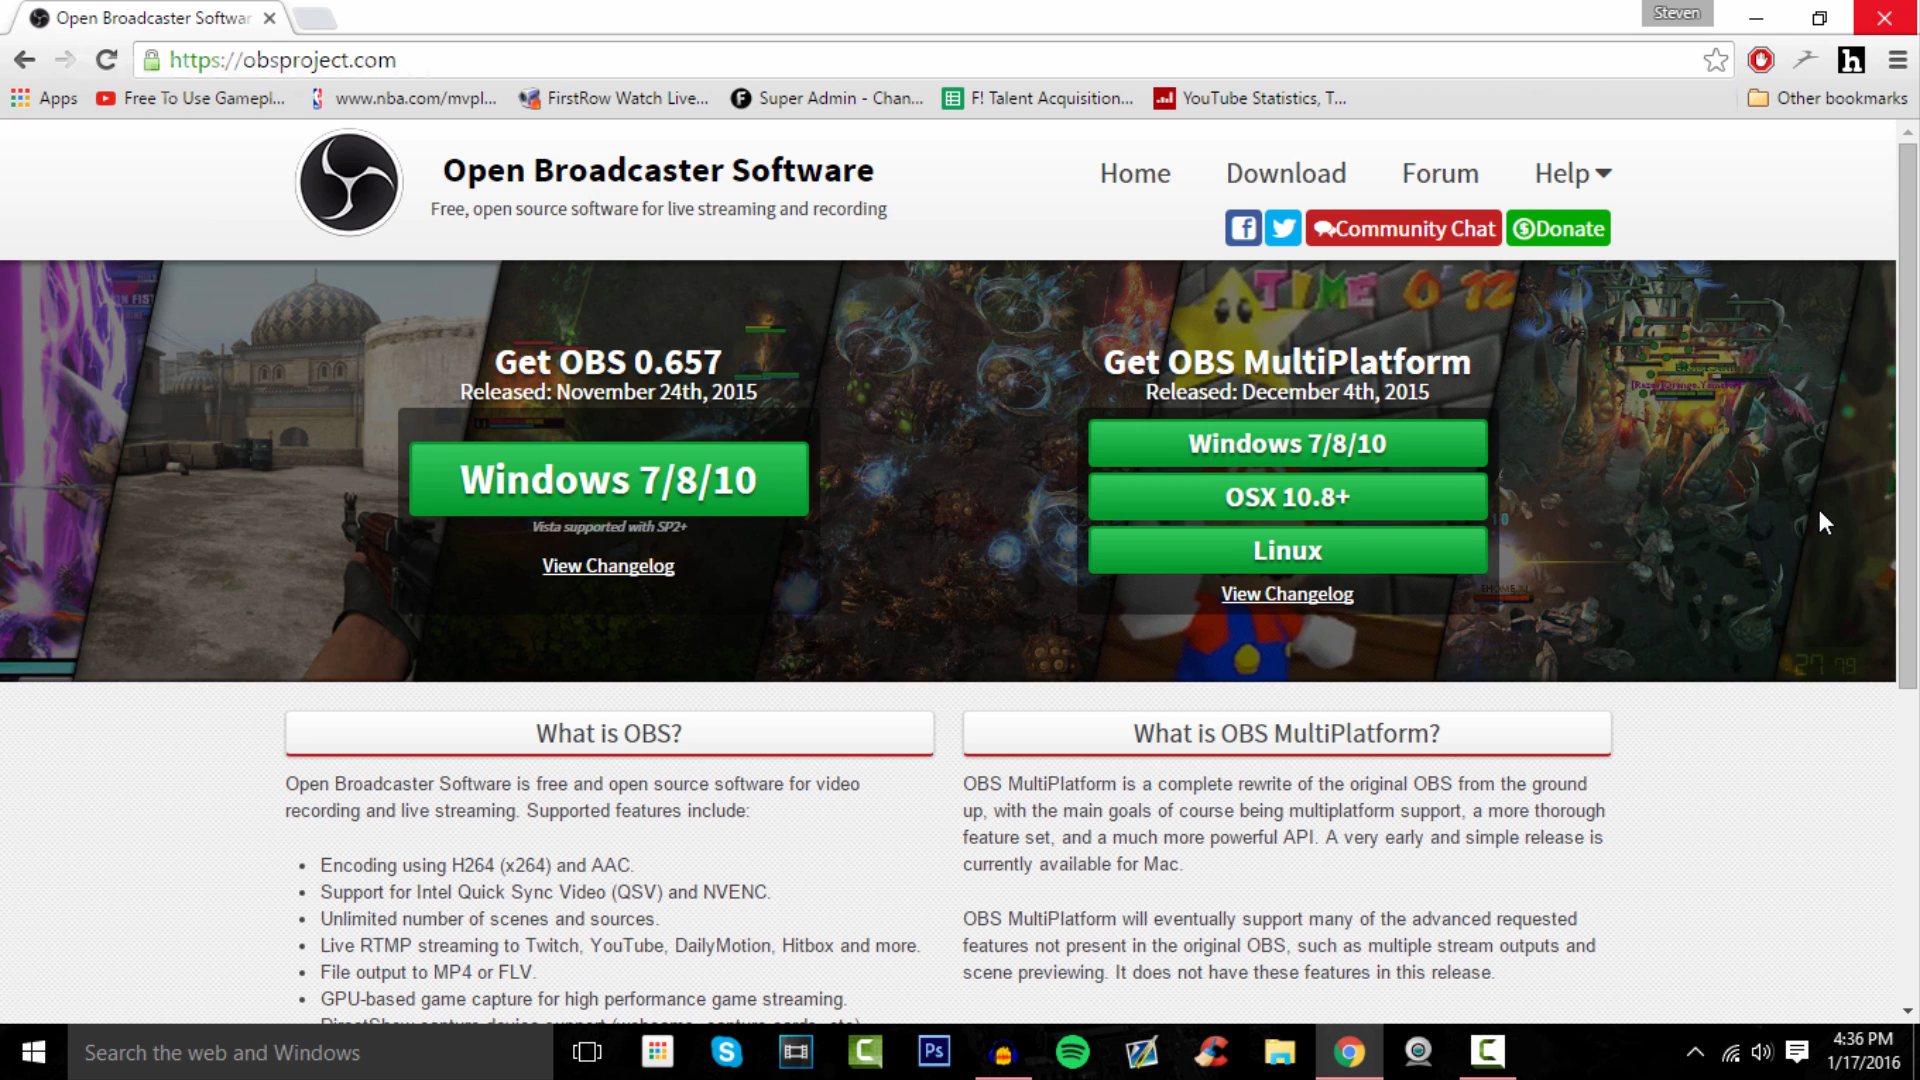 Open Broadcaster Softwar
Steven
https://obsproject.com
Apps
Free To Use Gamepl...
www.nba.com/mvpl...
FirstRow Watch Live...
Super Admin - Chan...
F! Talent Acquisition...
YouTube Statistics, T...
Other bookmarks
Open Broadcaster Software
Free, open source software for live streaming and recording
Home
Download
Forum
Help
Community Chat
Donate
TIME 0'12
Get OBS 0.657
Released: November 24th, 2015
Windows 7/8/10
Vista supported with SP2+
View Changelog
Get OBS MultiPlatform
Released: December 4th, 2015
Windows 7/8/10
OSX 10.8+
Linux
View Changelog
What is OBS?
Open Broadcaster Software is free and open source software for video
recording and live streaming. Supported features include:
• Encoding using H264 (x264) and AAC.
• Support for Intel Quick Sync Video (QSV) and NVENC.
• Unlimited number of scenes and sources.
• Live RTMP streaming to Twitch, YouTube, DailyMotion, Hitbox and more.
• File output to MP4 or FLV.
• GPU-based game capture for high performance game streaming.
What is OBS MultiPlatform?
OBS MultiPlatform is a complete rewrite of the original OBS from the ground
up, with the main goals of course being multiplatform support, a more thorough
feature set, and a much more powerful API. A very early and simple release is
currently available for Mac.
OBS MultiPlatform will eventually support many of the advanced requested
features not present in the original OBS, such as multiple stream outputs and
scene previewing. It does not have these features in this release.
Search the web and Windows
Ps
4:36 PM
1/17/2016